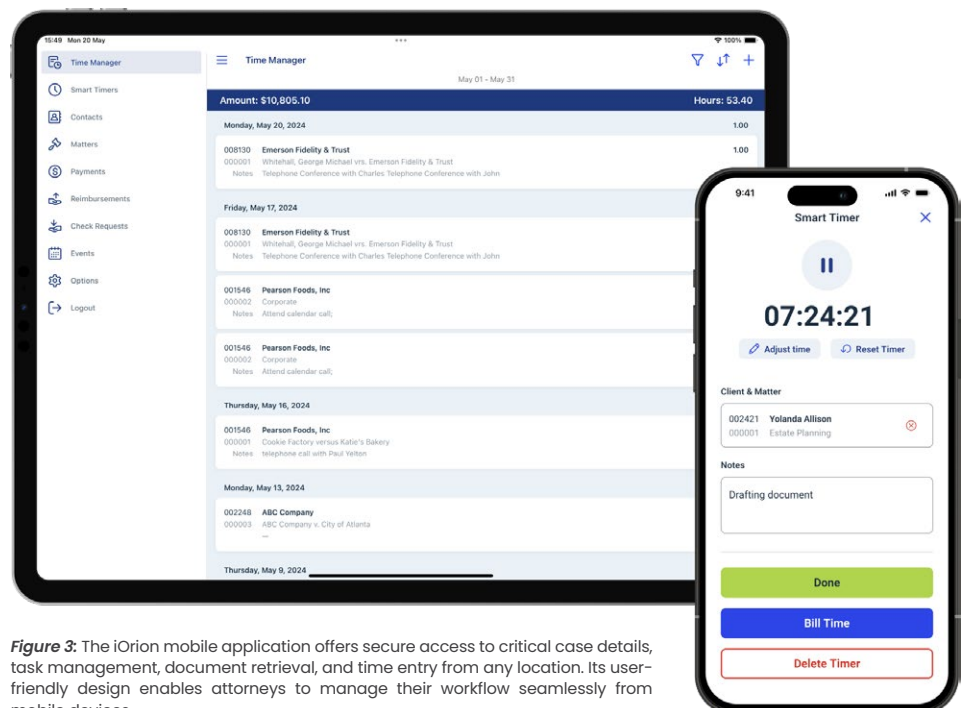 15:49 Mon 20 May
100%
Time Manager
Smart Timers
Contacts
Matters
Payments
Reimbursements
Check Requests
Events
Options
Logout
Time Manager
May 01 - May 31
Amount: $10,805.10 Hours: 53.40
Monday, May 20, 2024 1.00
008130 Emerson Fidelity & Trust 1.00
000001 Whitehall, George Michael vrs. Emerson Fidelity & Trust
Notes Telephone Conference with Charles Telephone Conference with John
Friday, May 17, 2024
008130 Emerson Fidelity & Trust
000001 Whitehall, George Michael vrs. Emerson Fidelity & Trust
Notes Telephone Conference with Charles Telephone Conference with John
001546 Pearson Foods, Inc
000002 Corporate
Notes Attend calendar call;
001546 Pearson Foods, Inc
000002 Corporate
Notes Attend calendar call;
Thursday, May 16, 2024
001546 Pearson Foods, Inc
000001 Cookie Factory versus Katie's Bakery
Notes telephone call with Paul Yelton
Monday, May 13, 2024
002248 ABC Company
000003 ABC Company v. City of Atlanta
---
Thursday, May 9, 2024
9:41
Smart Timer
07:24:21
Adjust time Reset Timer
Client & Matter
002421 Yolanda Allison
000001 Estate Planning
Notes
Drafting document
Done
Bill Time
Delete Timer
Figure 3: The iOrion mobile application offers secure access to critical case details,
task management, document retrieval, and time entry from any location. Its user-
friendly design enables attorneys to manage their workflow seamlessly from
mobile devices